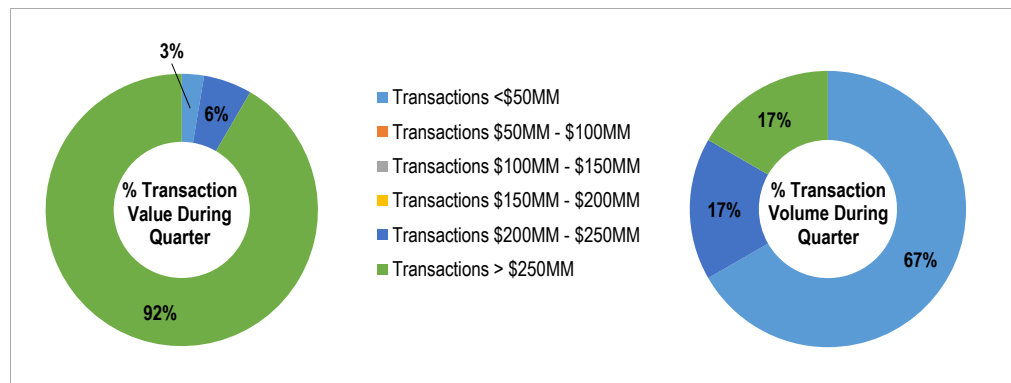 3%
6%
% Transaction
Value During
Quarter
92%
Transactions <$50MM
Transactions $50MM - $100MM
Transactions $100MM - $150MM
Transactions $150MM - $200MM
Transactions $200MM - $250MM
Transactions > $250MM
17%
17%
% Transaction
Volume During
Quarter
67%